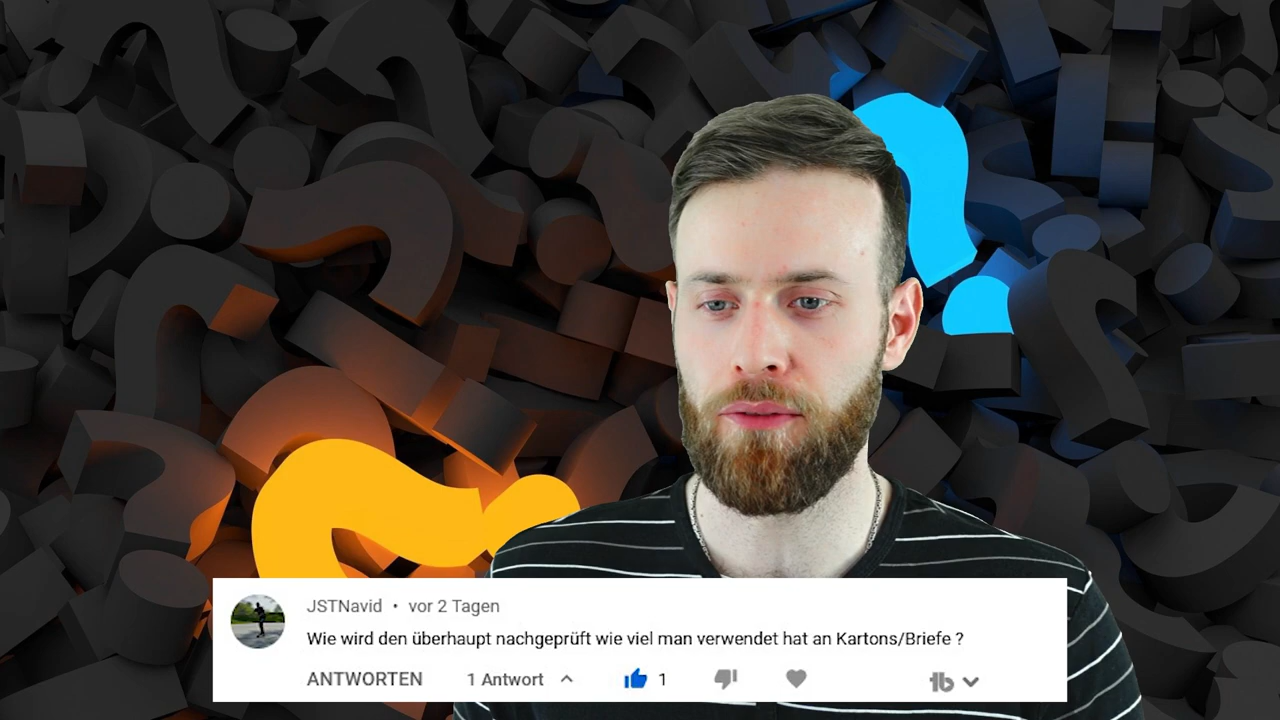 JSTNavid • vor 2 Tagen
Wie wird den überhaupt nachgeprüft wie viel man verwendet hat an Kartons/Briefe ?
ANTWORTEN 1 Antwort 1 tb